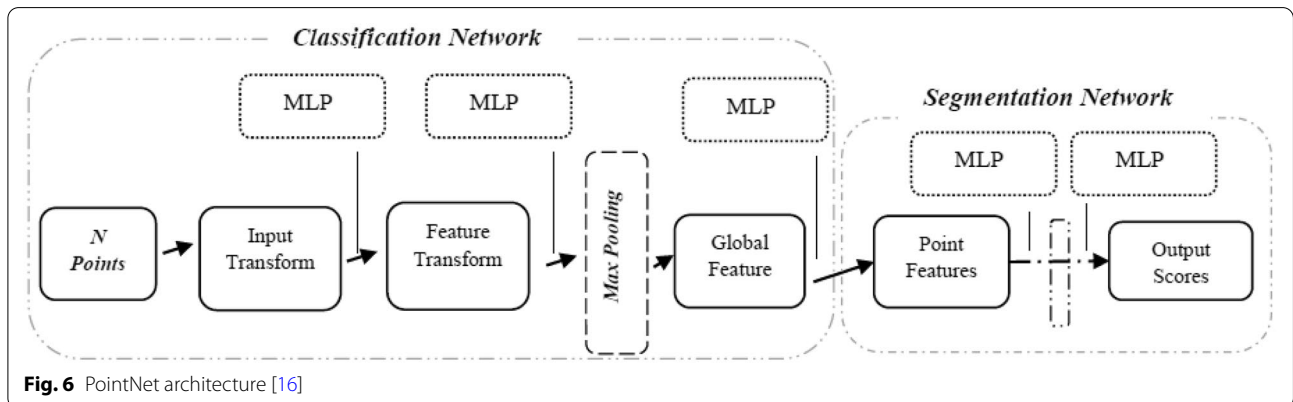 Classification Network
MLP
MLP
MLP
Segmentation Network
MLP
MLP
N
Points
Input
Transform
Feature
Transform
Max Pooling
Global
Feature
Point
Features
Output
Scores
Fig. 6 PointNet architecture [16]